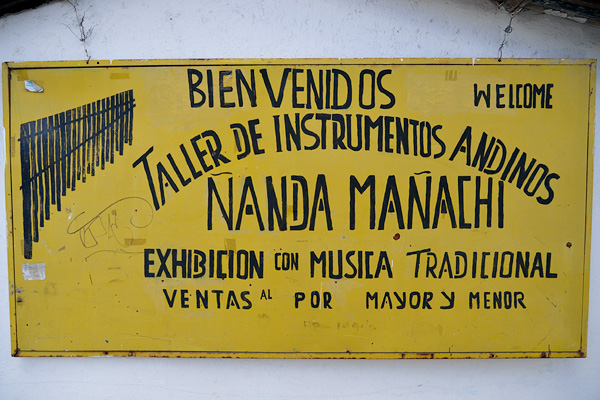 BIENVENIDOS WELCOME
TALLER DE INSTRUMENTOS ANDINOS
ÑANDA MAÑACHI
EXHIBICION CON MUSICA TRADICIONAL
VENTAS AL POR MAYOR Y MENOR